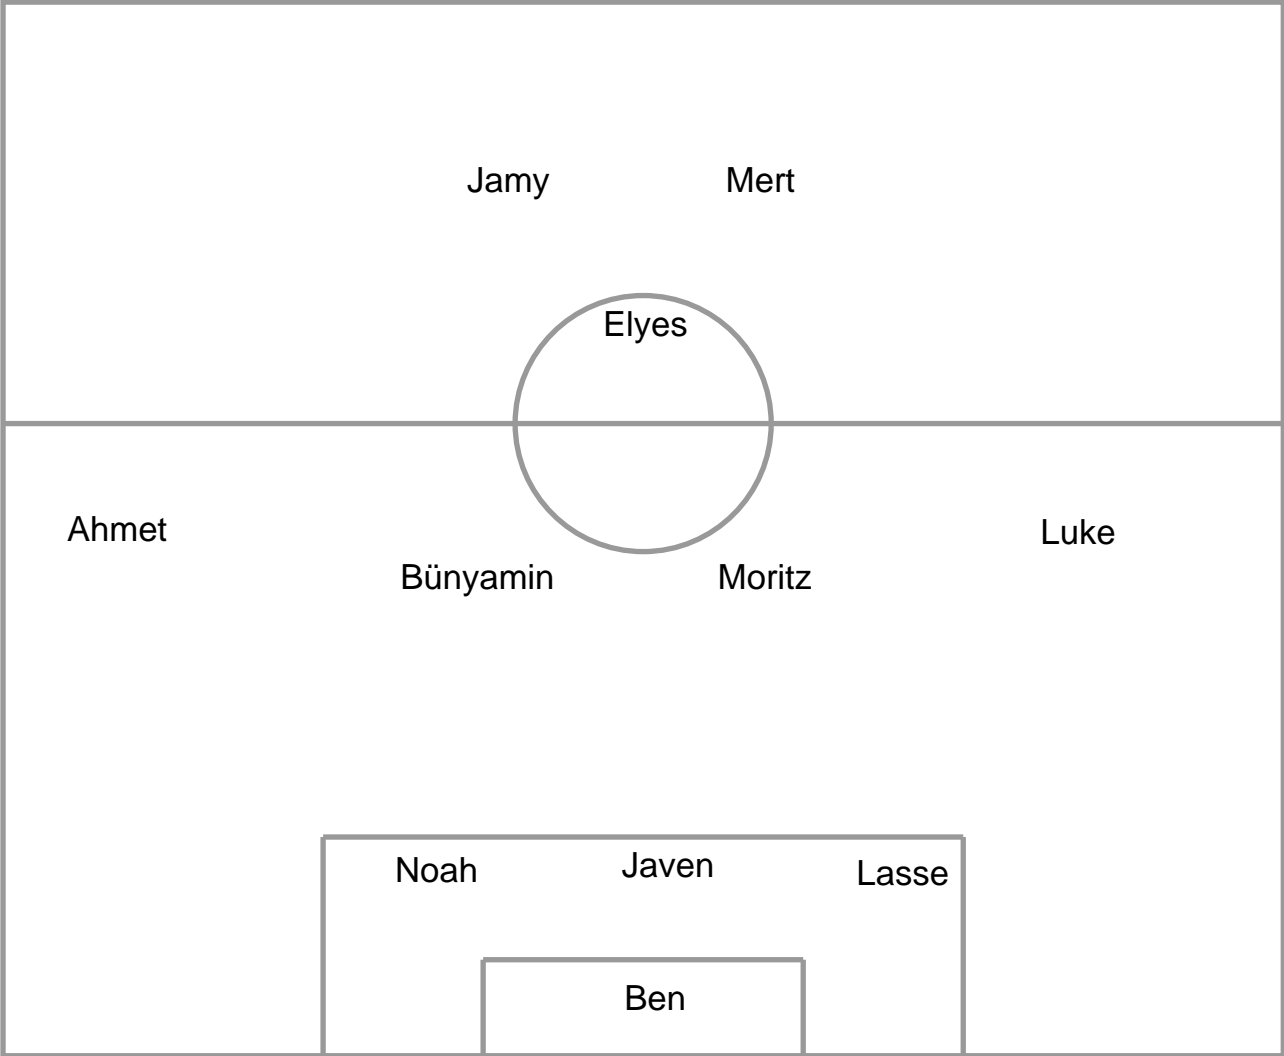 Jamy Mert
Elyes
Ahmet Luke
Bünyamin Moritz
Noah Javen Lasse
Ben